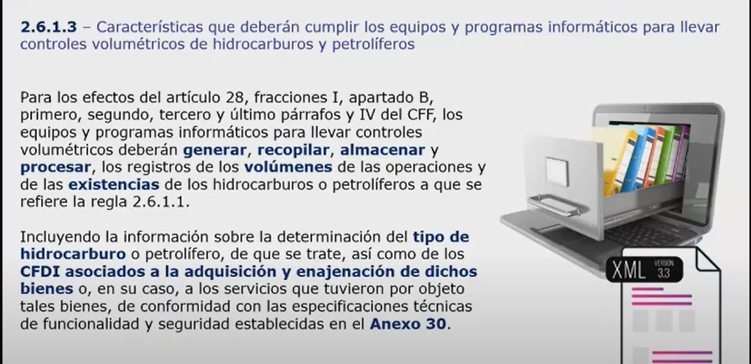 2.6.1.3 – Características que deberán cumplir los equipos y programas informáticos para llevar
controles volumétricos de hidrocarburos y petrolíferos
Para los efectos del artículo 28, fracciones I, apartado B,
primero, segundo, tercero y último párrafos y IV del CFF, los
equipos y programas informáticos para llevar controles
volumétricos deberán generar, recopilar, almacenar y
procesar, los registros de los volúmenes de las operaciones y
de las existencias de los hidrocarburos o petrolíferos a que se
refiere la regla 2.6.1.1.
Incluyendo la información sobre la determinación del tipo de
hidrocarburo o petrolífero, de que se trate, así como de los
CFDI asociados a la adquisición y enajenación de dichos
bienes o, en su caso, a los servicios que tuvieron por objeto
tales bienes, de conformidad con las especificaciones técnicas
de funcionalidad y seguridad establecidas en el Anexo 30.
XML VERSIÓN
3.3